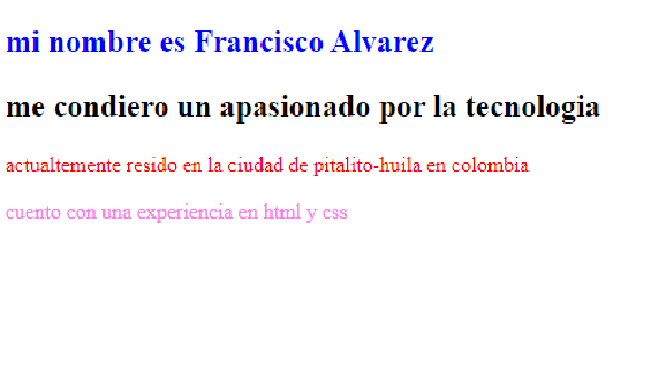 mi nombre es Francisco Alvarez
me condiero un apasionado por la tecnologia
actualtemente resido en la ciudad de pitalito-huila en colombia
cuento con una experiencia en html y css